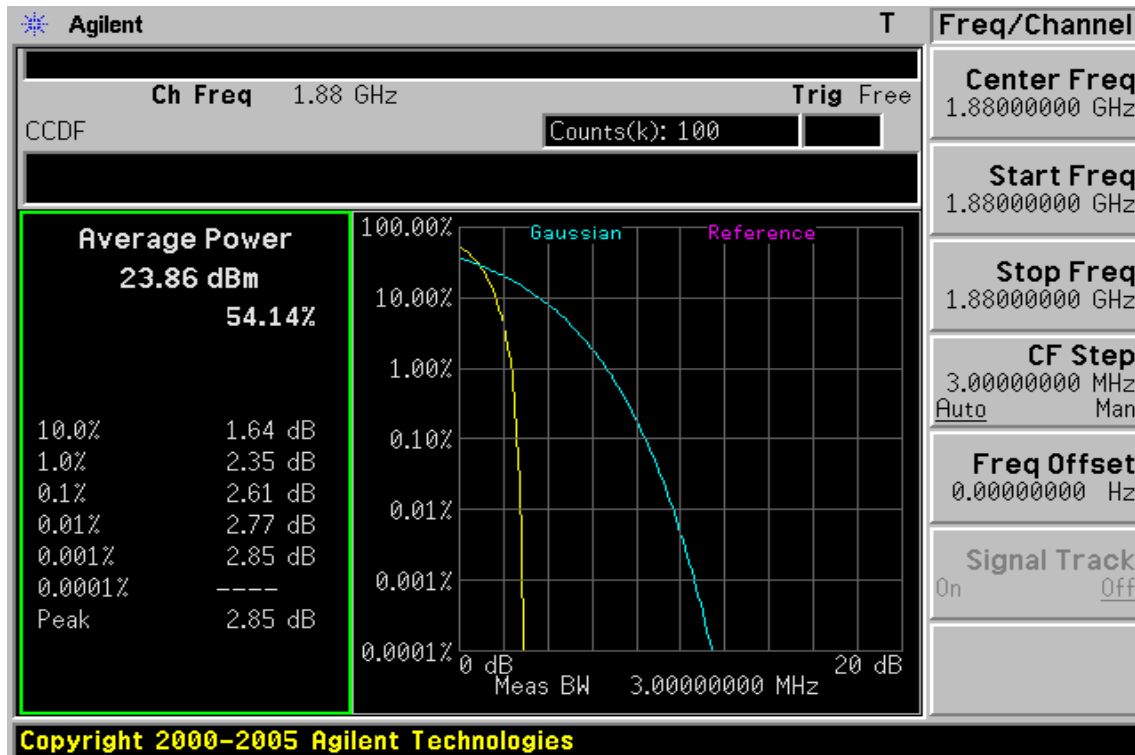 Agilent T Freq/Channel
Ch Freq 1.88 GHz Trig Free
CCDF Counts(k): 100
Average Power
23.86 dBm
54.14%
10.0% 1.64 dB
1.0% 2.35 dB
0.1% 2.61 dB
0.01% 2.77 dB
0.001% 2.85 dB
0.0001% ----
Peak 2.85 dB
Gaussian Reference
100.00%
10.00%
1.00%
0.10%
0.01%
0.001%
0.0001%
0 dB 20 dB
Meas BW 3.00000000 MHz
Center Freq
1.88000000 GHz
Start Freq
1.88000000 GHz
Stop Freq
1.88000000 GHz
CF Step
3.00000000 MHz
Auto Man
Freq Offset
0.00000000 Hz
Signal Track
On Off
Copyright 2000-2005 Agilent Technologies